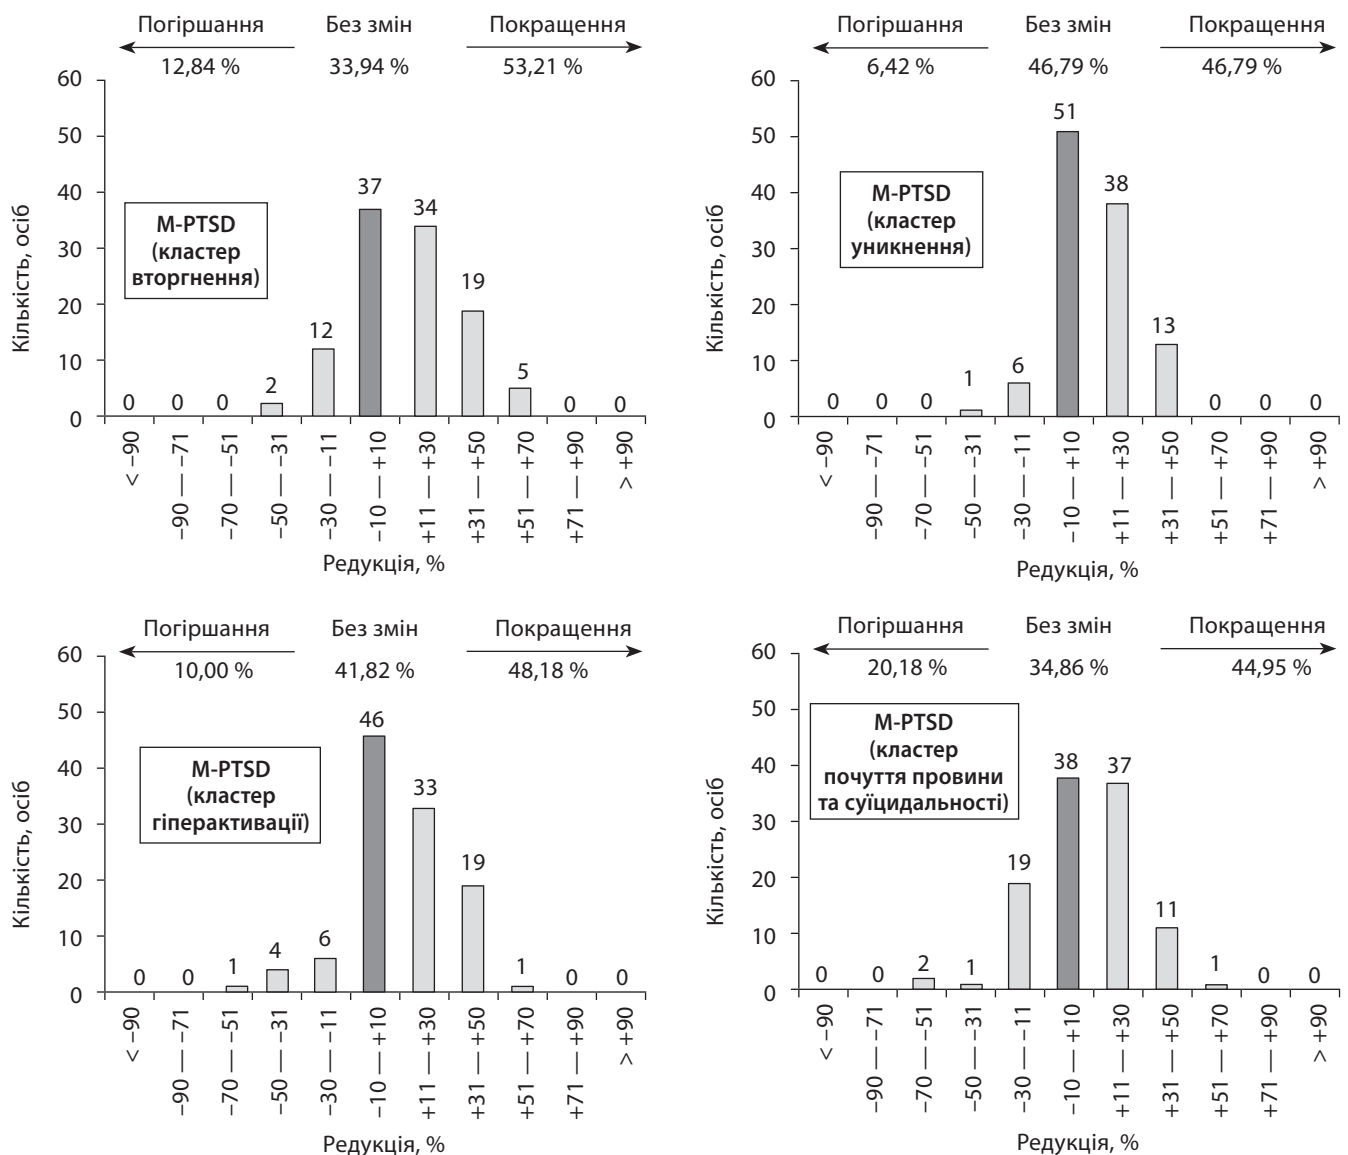 Погіршання Без змін Покращення
12,84 % 33,94 % 53,21 %
Кількість, осіб
60
50
40
30
20
10
0
M-PTSD
(кластер
вторгнення)
0 0 0 2 12 37 34 19 5 0 0
< –90
–90 — –71
–70 — –51
–50 — –31
–30 — –11
–10 — +10
+11 — +30
+31 — +50
+51 — +70
+71 — +90
> +90
Редукція, %
Погіршання Без змін Покращення
6,42 % 46,79 % 46,79 %
Кількість, осіб
60
50
40
30
20
10
0
M-PTSD
(кластер
уникнення)
0 0 0 1 6 51 38 13 0 0 0
< –90
–90 — –71
–70 — –51
–50 — –31
–30 — –11
–10 — +10
+11 — +30
+31 — +50
+51 — +70
+71 — +90
> +90
Редукція, %
Погіршання Без змін Покращення
10,00 % 41,82 % 48,18 %
Кількість, осіб
60
50
40
30
20
10
0
M-PTSD
(кластер
гіперактивації)
0 0 1 4 6 46 33 19 1 0 0
< –90
–90 — –71
–70 — –51
–50 — –31
–30 — –11
–10 — +10
+11 — +30
+31 — +50
+51 — +70
+71 — +90
> +90
Редукція, %
Погіршання Без змін Покращення
20,18 % 34,86 % 44,95 %
Кількість, осіб
60
50
40
30
20
10
0
M-PTSD
(кластер
почуття провини
та суїцидальності)
0 0 2 1 19 38 37 11 1 0 0
< –90
–90 — –71
–70 — –51
–50 — –31
–30 — –11
–10 — +10
+11 — +30
+31 — +50
+51 — +70
+71 — +90
> +90
Редукція, %